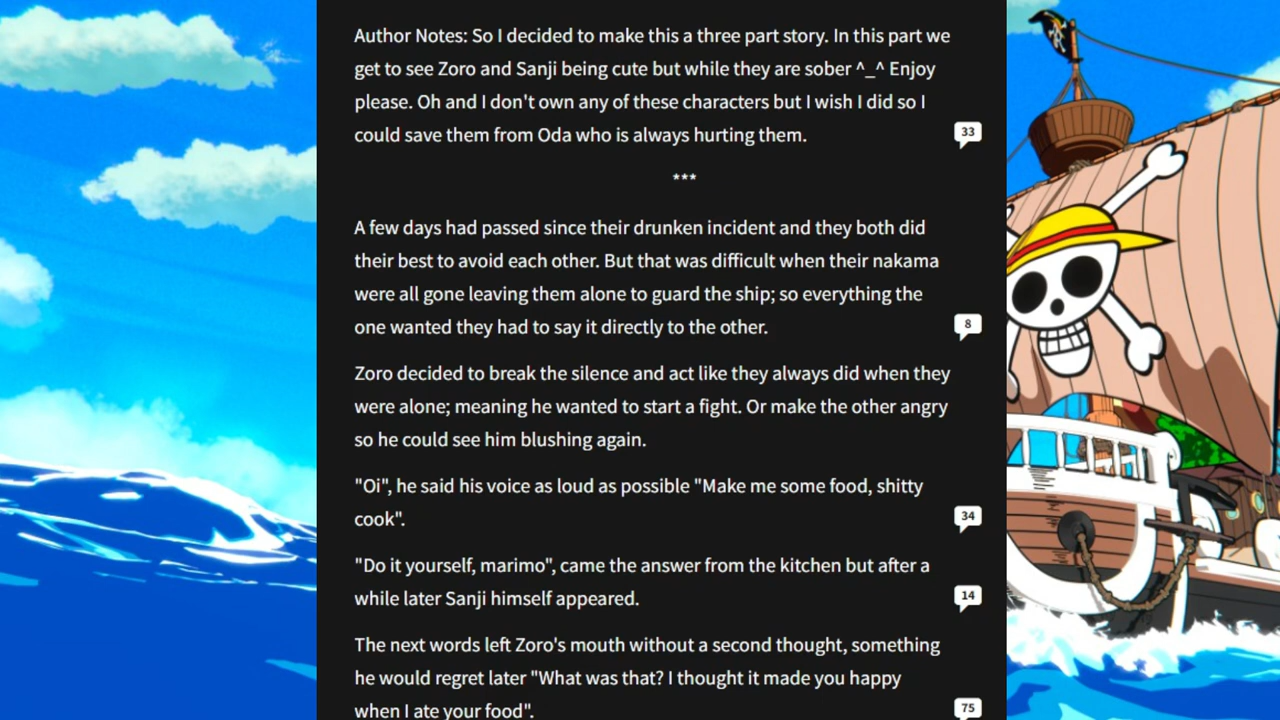 Author Notes: So I decided to make this a three part story. In this part we
get to see Zoro and Sanji being cute but while they are sober ^_^ Enjoy
please. Oh and I don't own any of these characters but I wish I did so I
could save them from Oda who is always hurting them.
33
***
A few days had passed since their drunken incident and they both did
their best to avoid each other. But that was difficult when their nakama
were all gone leaving them alone to guard the ship; so everything the
one wanted they had to say it directly to the other.
8
Zoro decided to break the silence and act like they always did when they
were alone; meaning he wanted to start a fight. Or make the other angry
so he could see him blushing again.
"Oi", he said his voice as loud as possible "Make me some food, shitty
cook".
34
"Do it yourself, marimo", came the answer from the kitchen but after a
while later Sanji himself appeared.
14
The next words left Zoro's mouth without a second thought, something
he would regret later "What was that? I thought it made you happy
when I ate your food".
75